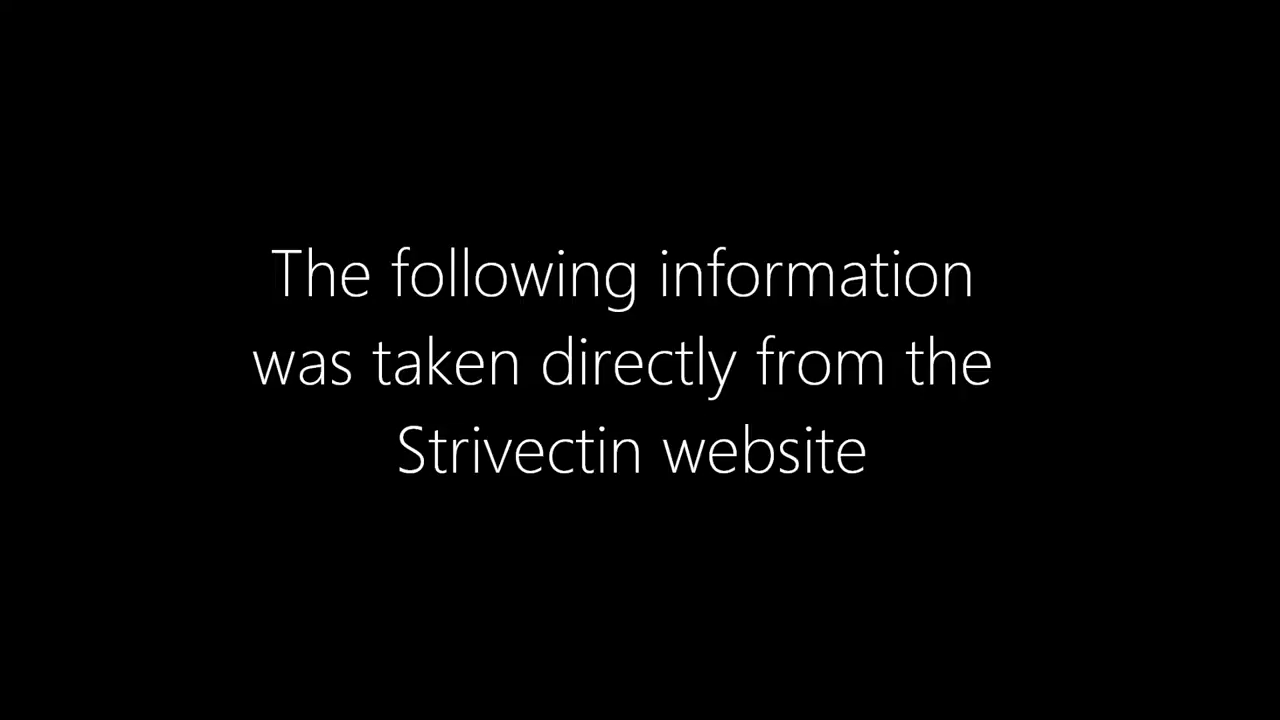 The following information
was taken directly from the
Strivectin website